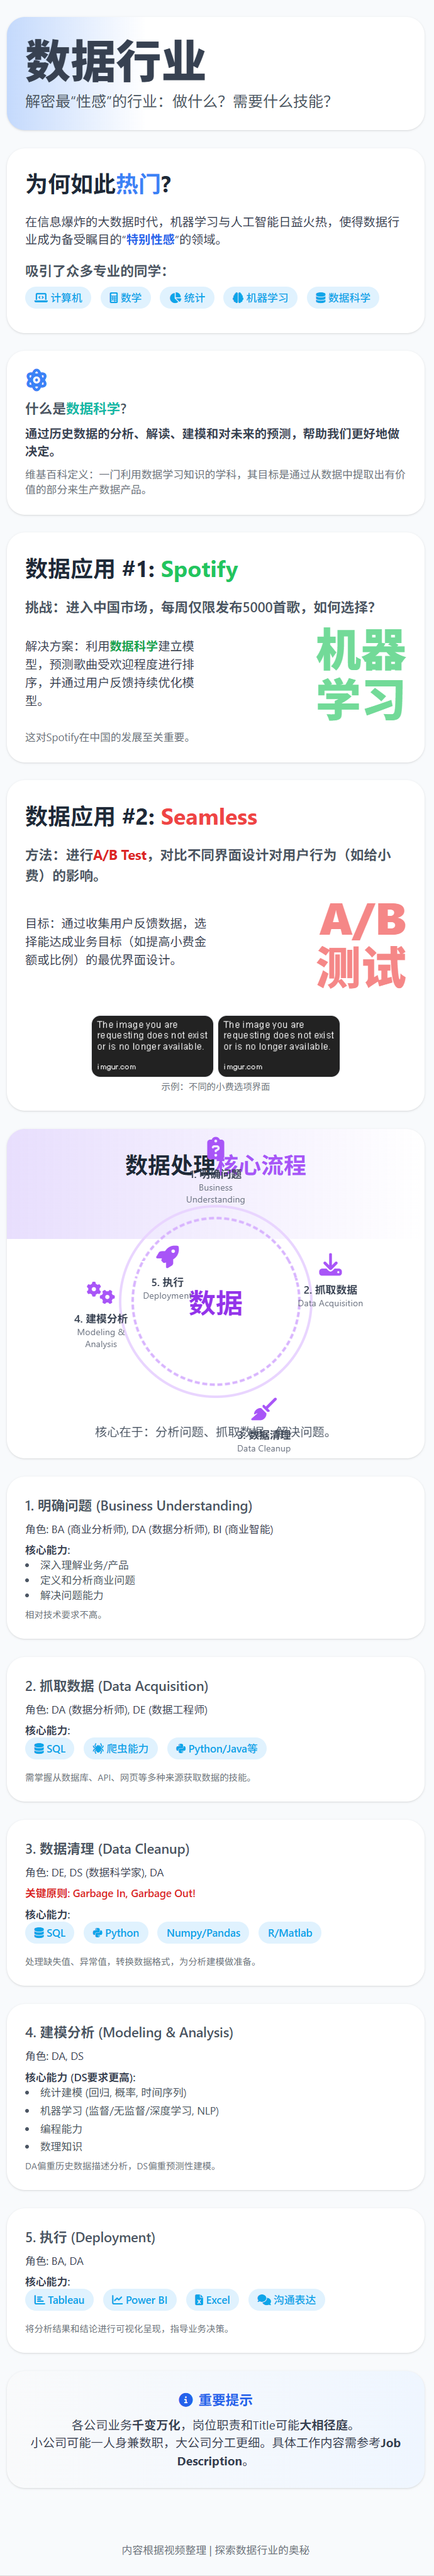 数据行业
解密最“性感”的行业：做什么？需要什么技能？
为何如此热门?
在信息爆炸的大数据时代，机器学习与人工智能日益火热，使得数据行
业成为备受瞩目的“特别性感”的领域。
吸引了众多专业的同学：
计算机 数学 统计 机器学习 数据科学
什么是数据科学?
通过历史数据的分析、解读、建模和对未来的预测，帮助我们更好地做
决定。
维基百科定义：一门利用数据学习知识的学科，其目标是通过从数据中提取出有价
值的部分来生产数据产品。
数据应用 #1: Spotify
挑战：进入中国市场，每周仅限发布5000首歌，如何选择？
解决方案：利用数据科学建立模
型，预测歌曲受欢迎程度进行排
序，并通过用户反馈持续优化模
型。
这对Spotify在中国的发展至关重要。
机器
学习
数据应用 #2: Seamless
方法：进行A/B Test，对比不同界面设计对用户行为（如给小
费）的影响。
目标：通过收集用户反馈数据，选
择能达成业务目标（如提高小费金
额或比例）的最优界面设计。
A/B
测试
The image you are
requesting does not exist
or is no longer available.
imgur.com
The image you are
requesting does not exist
or is no longer available.
imgur.com
示例：不同的小费选项界面
数据处理核心流程
1. 明确问题
Business
Understanding
5. 执行
Deployment
数据
2. 抓取数据
Data Acquisition
4. 建模分析
Modeling &
Analysis
核心在于：分析问题、抓取数据、解决问题。
3. 数据清理
Data Cleanup
1. 明确问题 (Business Understanding)
角色: BA (商业分析师), DA (数据分析师), BI (商业智能)
核心能力:
• 深入理解业务/产品
• 定义和分析商业问题
• 解决问题能力
相对技术要求不高。
2. 抓取数据 (Data Acquisition)
角色: DA (数据分析师), DE (数据工程师)
核心能力:
SQL 爬虫能力 Python/Java等
需掌握从数据库、API、网页等多种来源获取数据的技能。
3. 数据清理 (Data Cleanup)
角色: DE, DS (数据科学家), DA
关键原则: Garbage In, Garbage Out!
核心能力:
SQL Python Numpy/Pandas R/Matlab
处理缺失值、异常值，转换数据格式，为分析建模做准备。
4. 建模分析 (Modeling & Analysis)
角色: DA, DS
核心能力 (DS要求更高):
• 统计建模 (回归, 概率, 时间序列)
• 机器学习 (监督/无监督/深度学习, NLP)
• 编程能力
• 数理知识
DA偏重历史数据描述分析，DS偏重预测性建模。
5. 执行 (Deployment)
角色: BA, DA
核心能力:
Tableau Power BI Excel 沟通表达
将分析结果和结论进行可视化呈现，指导业务决策。
重要提示
各公司业务千变万化，岗位职责和Title可能大相径庭。
小公司可能一人身兼数职，大公司分工更细。具体工作内容需参考Job
Description。
内容根据视频整理 | 探索数据行业的奥秘